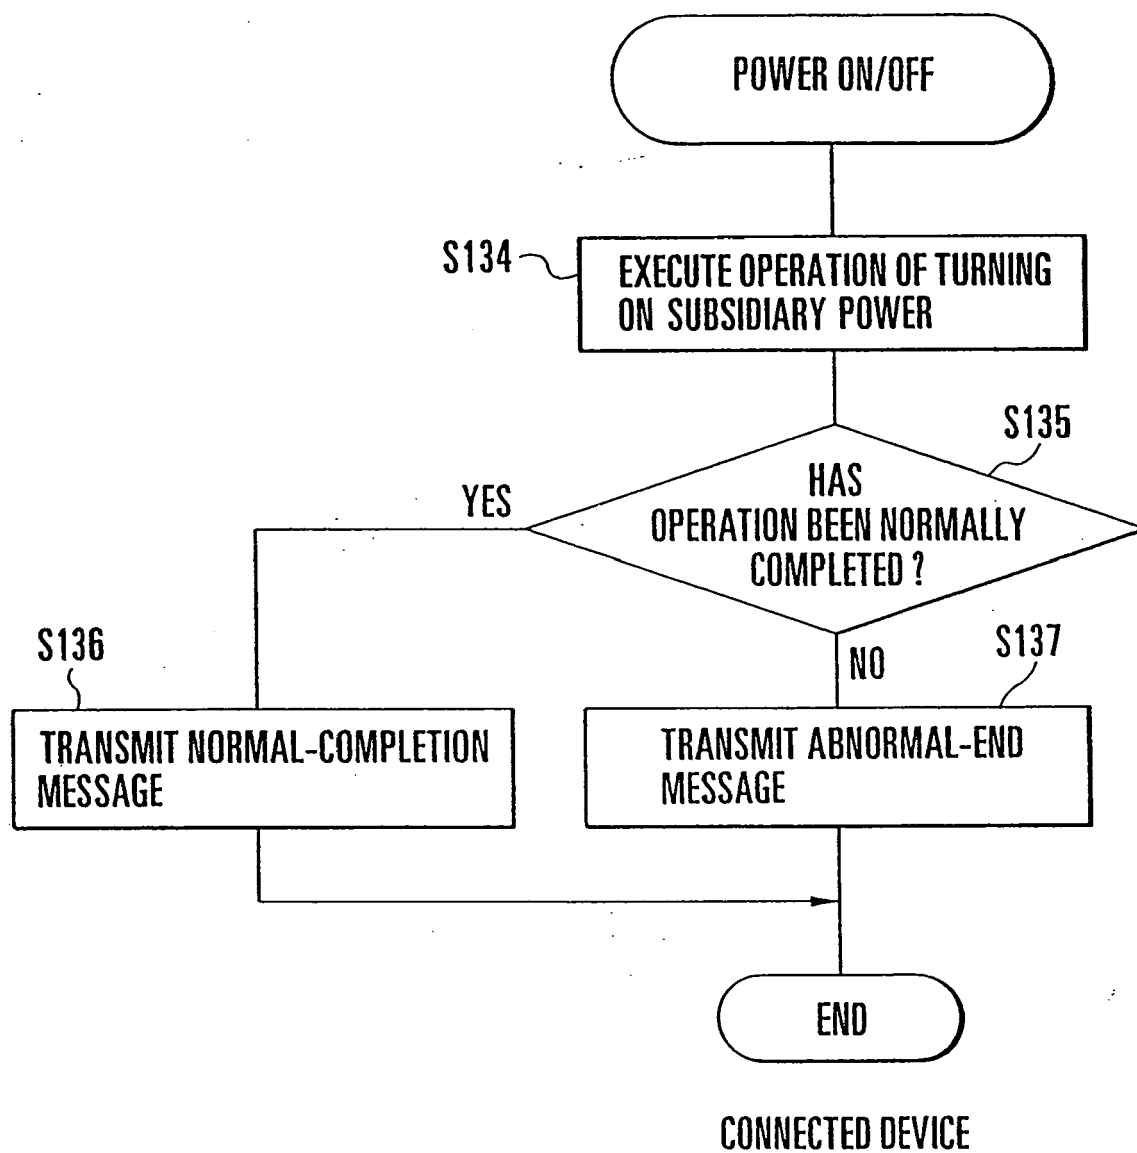 POWER ON/OFF
S134
EXECUTE OPERATION OF TURNING
ON SUBSIDIARY POWER
S135
YES
HAS
OPERATION BEEN NORMALLY
COMPLETED ?
S136
NO
S137
TRANSMIT NORMAL-COMPLETION
MESSAGE
TRANSMIT ABNORMAL-END
MESSAGE
END
CONNECTED DEVICE